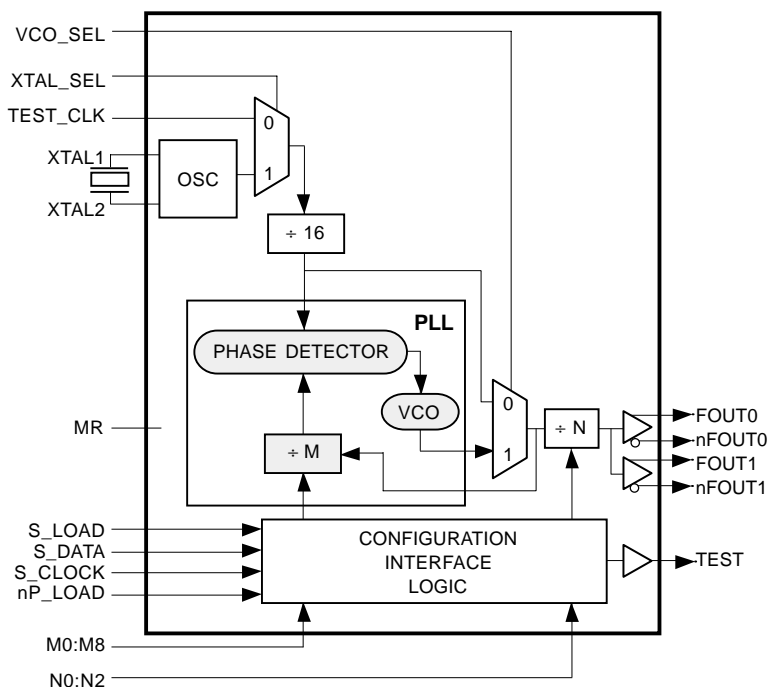 VCO_SEL
XTAL_SEL
TEST_CLK
0
XTAL1
OSC
1
XTAL2
÷ 16
PLL
PHASE DETECTOR
VCO
0
FOUT0
MR
÷ N
nFOUT0
÷ M
1
FOUT1
nFOUT1
S_LOAD
S_DATA
S_CLOCK
nP_LOAD
CONFIGURATION
INTERFACE
LOGIC
TEST
M0:M8
N0:N2